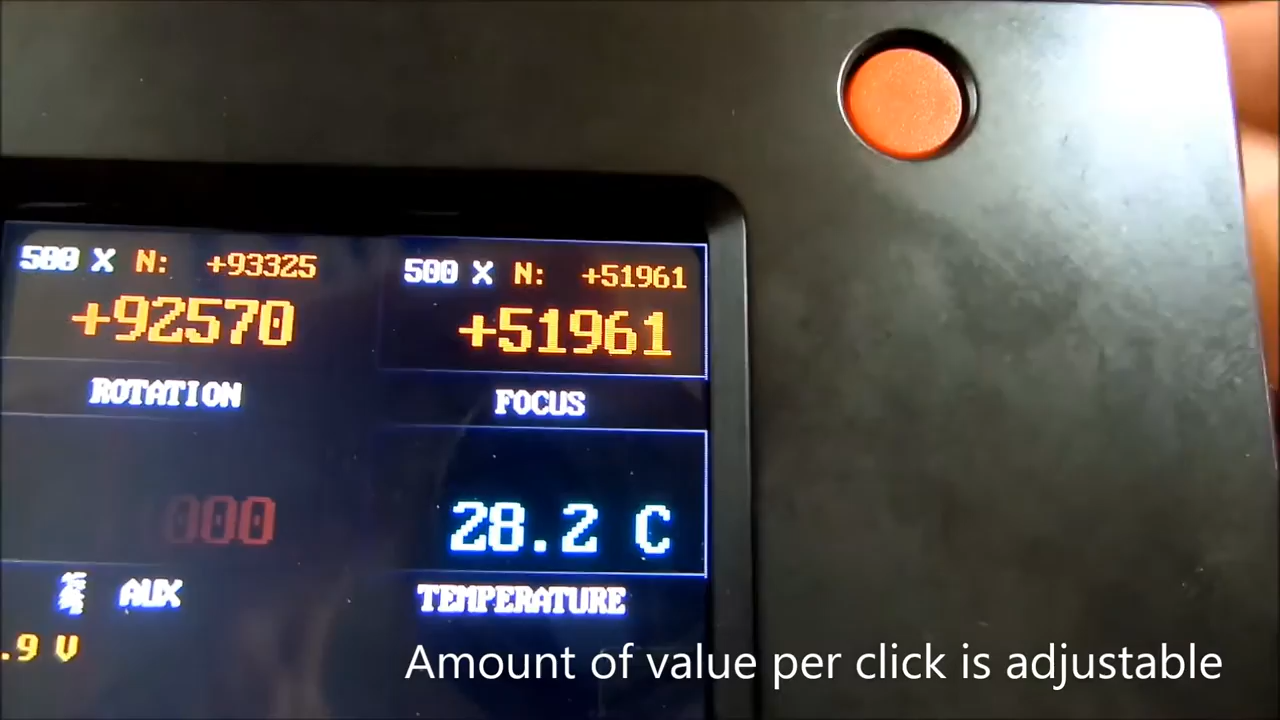 500 X N: +93325
+92570
ROTATION
500 X N: +51961
+51961
FOCUS
000
AUX
28.2 C
TEMPERATURE
.9 V
Amount of value per click is adjustable